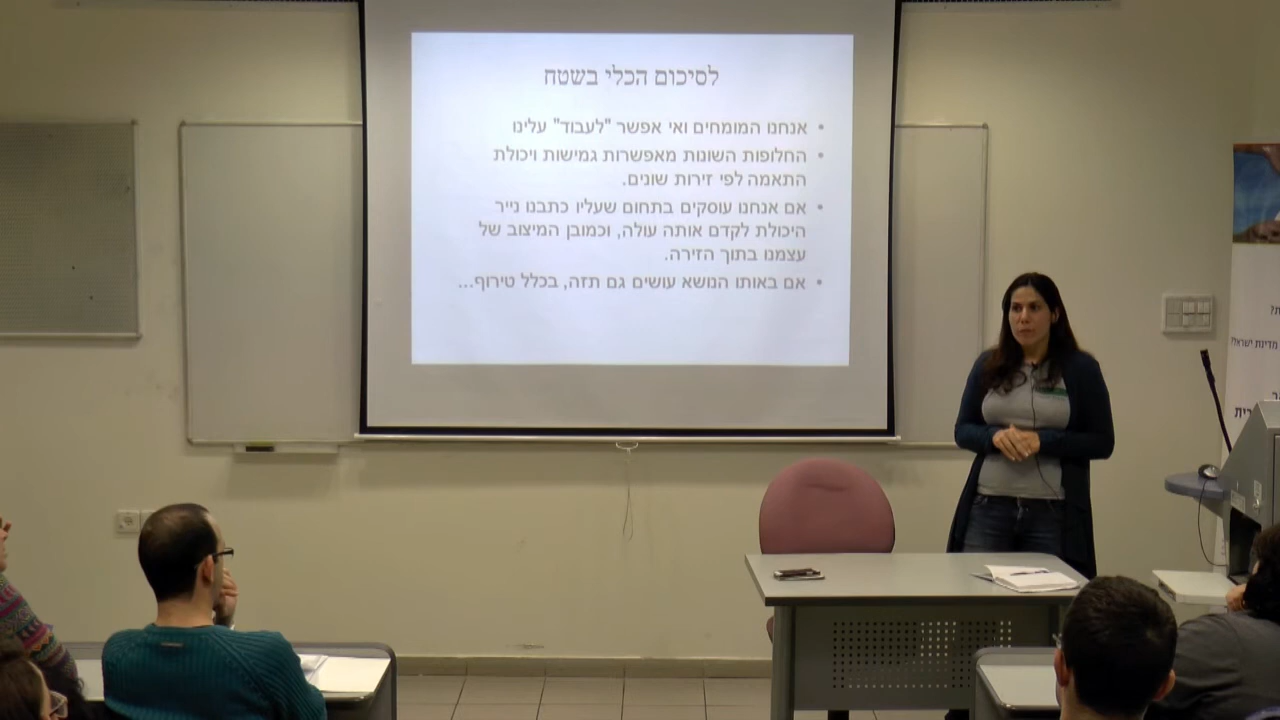 לסיכום הכלי בשטח
• אנחנו המומחים ואי אפשר "לעבוד" עלינו
• החלופות השונות מאפשרות גמישות ויכולת
התאמה לפי זירות שונים.
• אם אנחנו עוסקים בתחום שעליו כתבנו נייר
היכולת לקדם אותה עולה, וכמובן המיצוב של
עצמנו בתוך הזירה.
• אם באותו הנושא עושים גם תזה, בכלל טירוף...
מדינת ישראל?